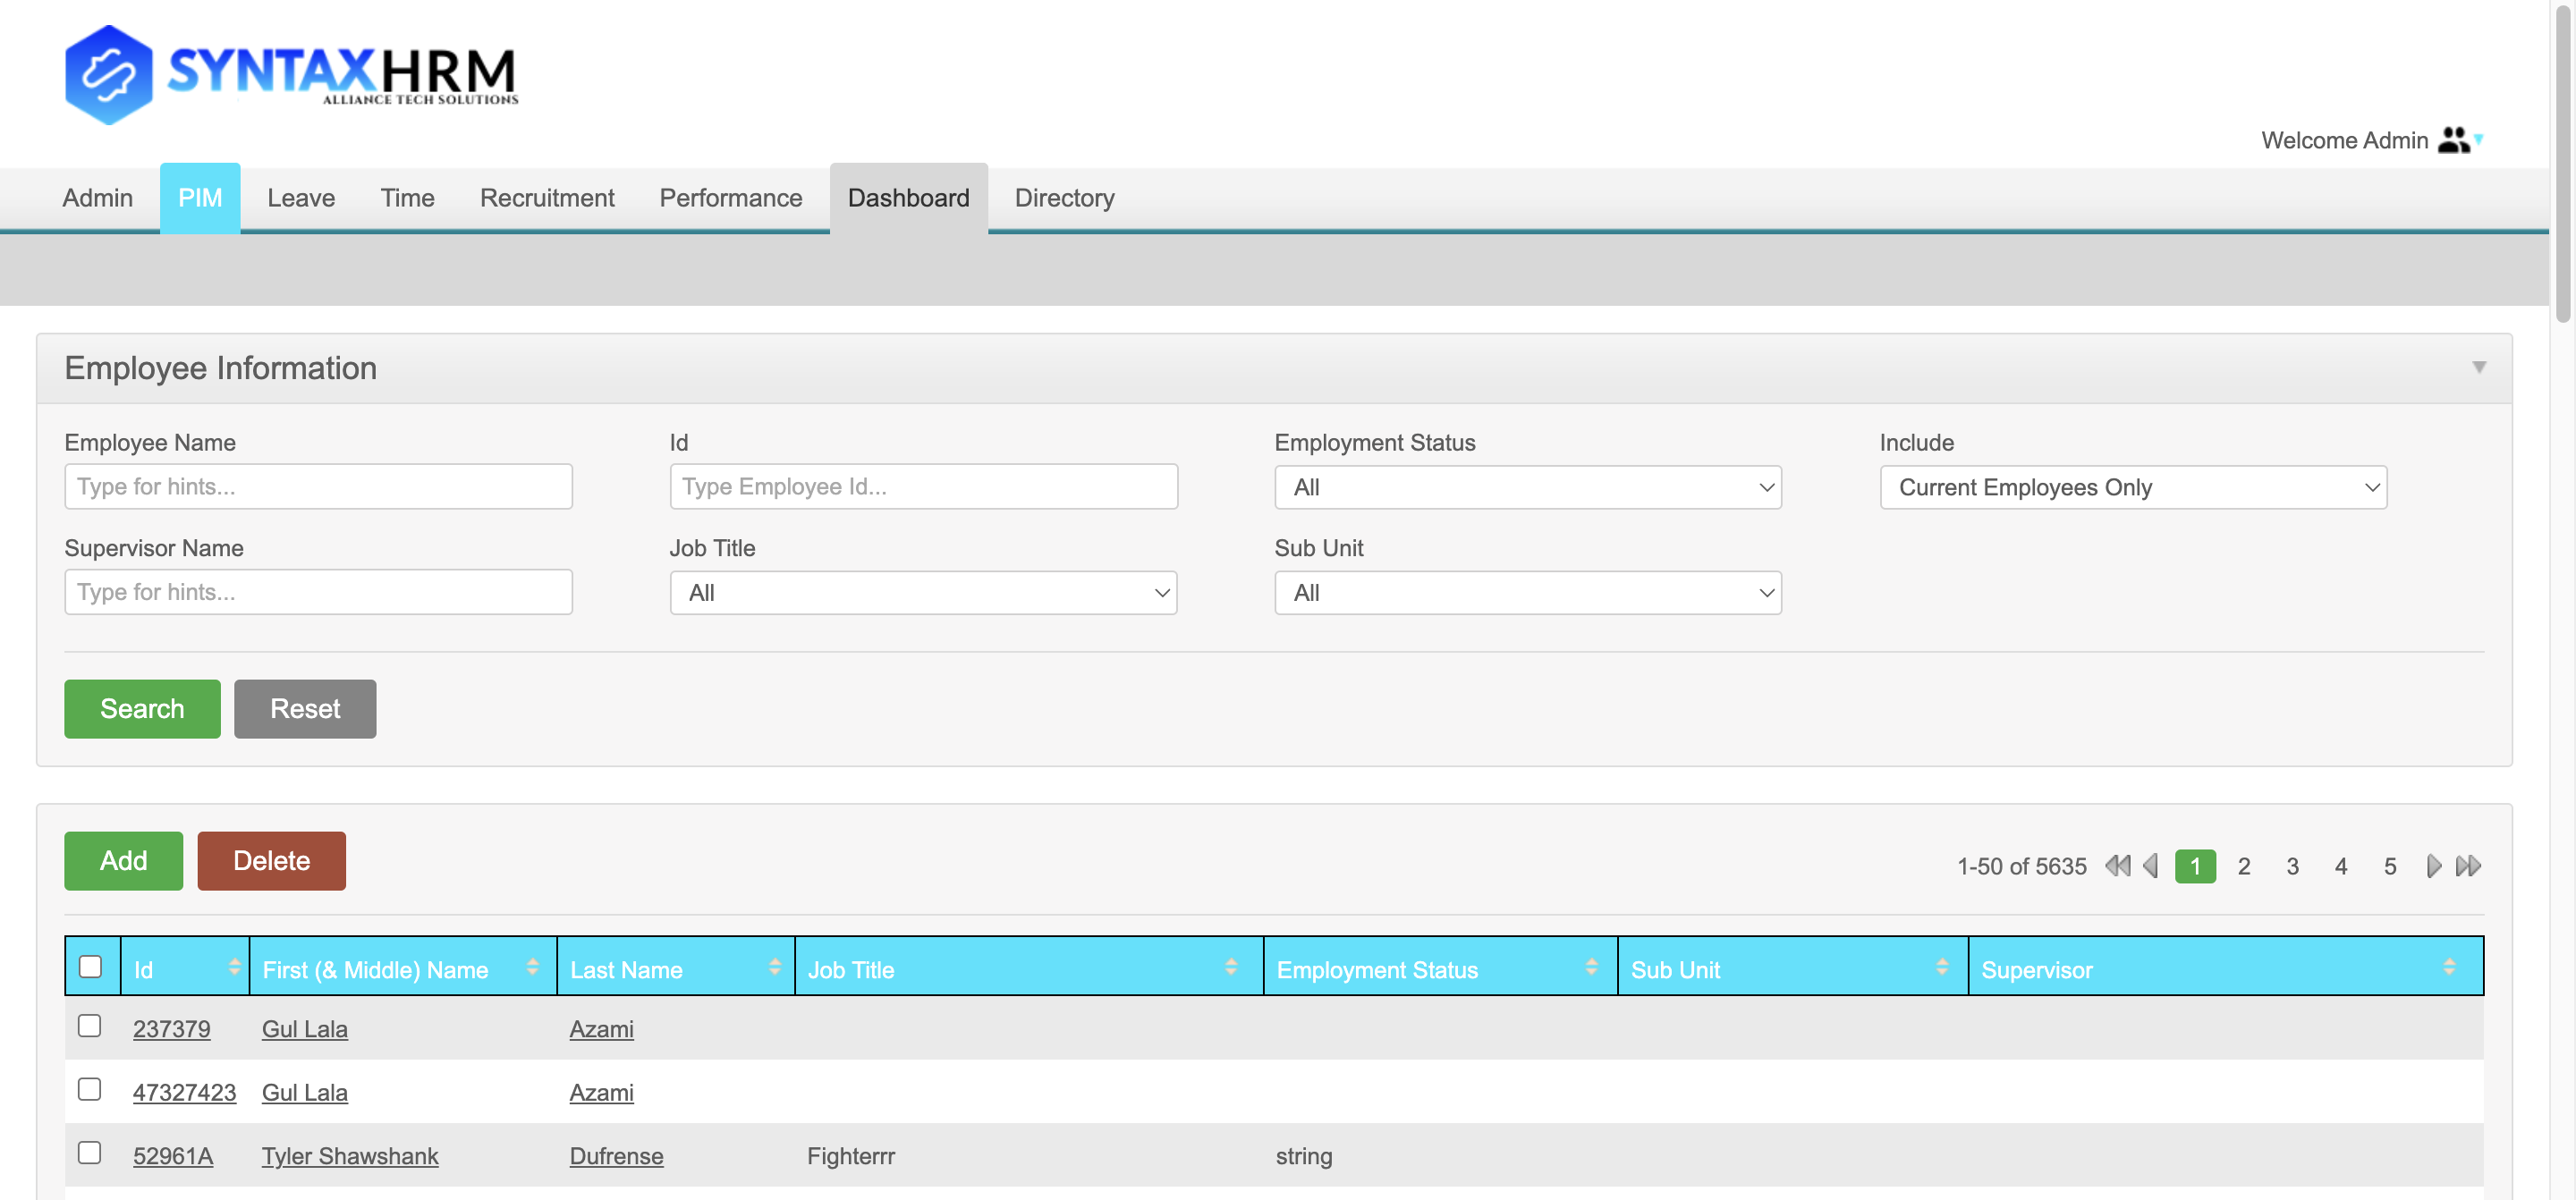 SYNTAXHRM
ALLIANCE TECH SOLUTIONS
Welcome Admin
Admin PIM Leave Time Recruitment Performance Dashboard Directory
Employee Information
Employee Name Id Employment Status Include
Type for hints... Type Employee Id... All Current Employees Only
Supervisor Name Job Title Sub Unit
Type for hints... All All
Search Reset
Add Delete 1-50 of 5635 1 2 3 4 5
Id First (& Middle) Name Last Name Job Title Employment Status Sub Unit Supervisor
237379 Gul Lala Azami
47327423 Gul Lala Azami
52961A Tyler Shawshank Dufrense Fighterrr string